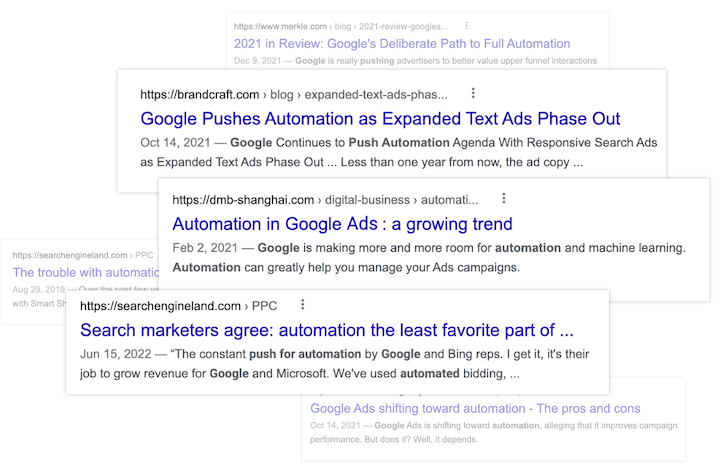 https://www.merkle.com › blog › 2021-review-googles...
2021 in Review: Google's Deliberate Path to Full Automation
Dec 9, 2021 — Google is really pushing advertisers to better value upper funnel interactions
https://brandcraft.com › blog › expanded-text-ads-phas...
Google Pushes Automation as Expanded Text Ads Phase Out
Oct 14, 2021 — Google Continues to Push Automation Agenda With Responsive Search Ads
as Expanded Text Ads Phase Out ... Less than one year from now, the ad copy ...
https://dmb-shanghai.com › digital-business › automati...
Automation in Google Ads : a growing trend
Feb 2, 2021 — Google is making more and more room for automation and machine learning.
Automation can greatly help you manage your Ads campaigns.
https://searchengineland.com › PPC
The trouble with automatio
Aug 29, 2019 — Over the past few
with Smart
https://searchengineland.com › PPC
Search marketers agree: automation the least favorite part of ...
Jun 15, 2022 — "The constant push for automation by Google and Bing reps. I get it, it's their
job to grow revenue for Google and Microsoft. We've used automated bidding, ...
Google Ads shifting toward automation - The pros and cons
Oct 14, 2021 — Google Ads is shifting toward automation, alleging that it improves campaign
performance. But does it? Well, it depends.